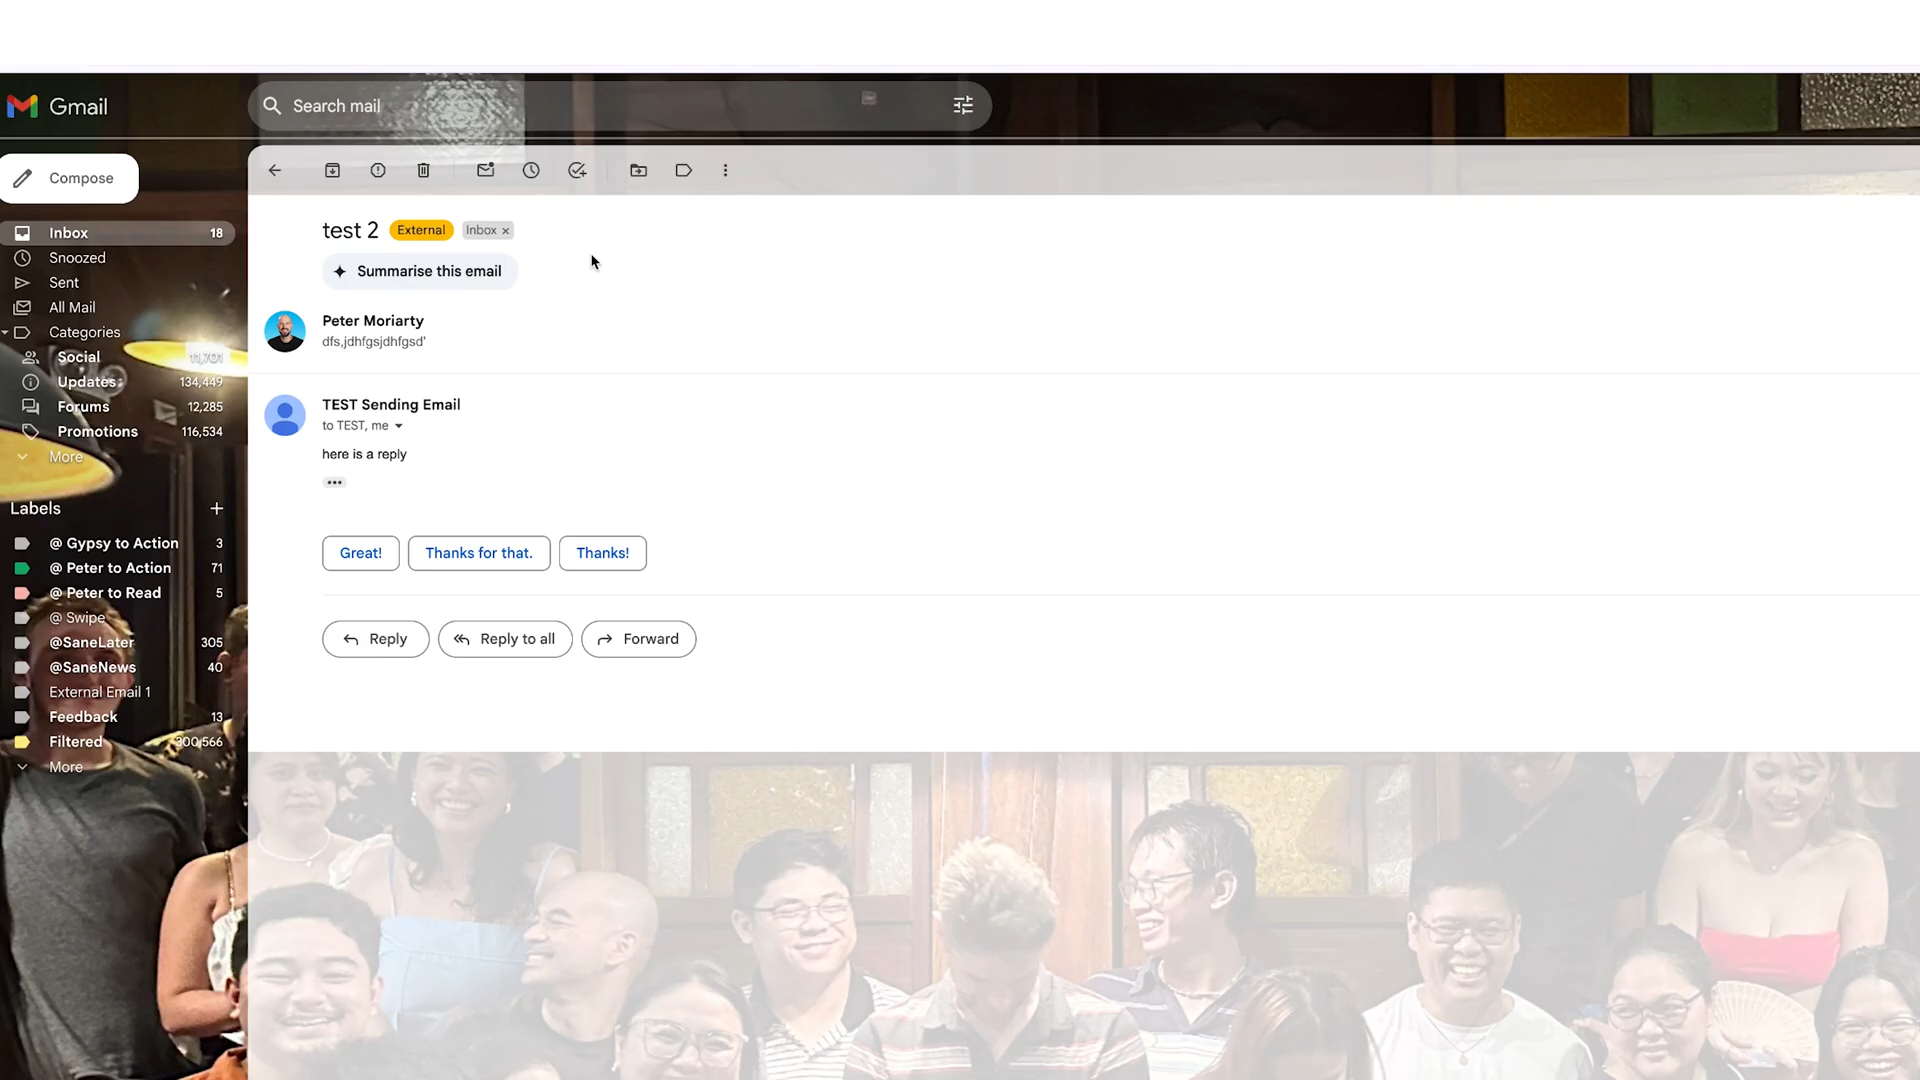 Gmail
Search mail
Compose
Inbox 18
Snoozed
Sent
All Mail
Categories
Social 11,701
Updates 134,449
Forums 12,285
Promotions 116,534
More
Labels
@ Gypsy to Action 3
@ Peter to Action 71
@ Peter to Read 5
@ Swipe
@SaneLater 305
@SaneNews 40
External Email 1
Feedback 13
Filtered 300,566
More
test 2 External Inbox ×
Summarise this email
Peter Moriarty
dfs,jdhfgsjdhfgsd'
TEST Sending Email
to TEST, me
here is a reply
Great! Thanks for that. Thanks!
Reply Reply to all Forward